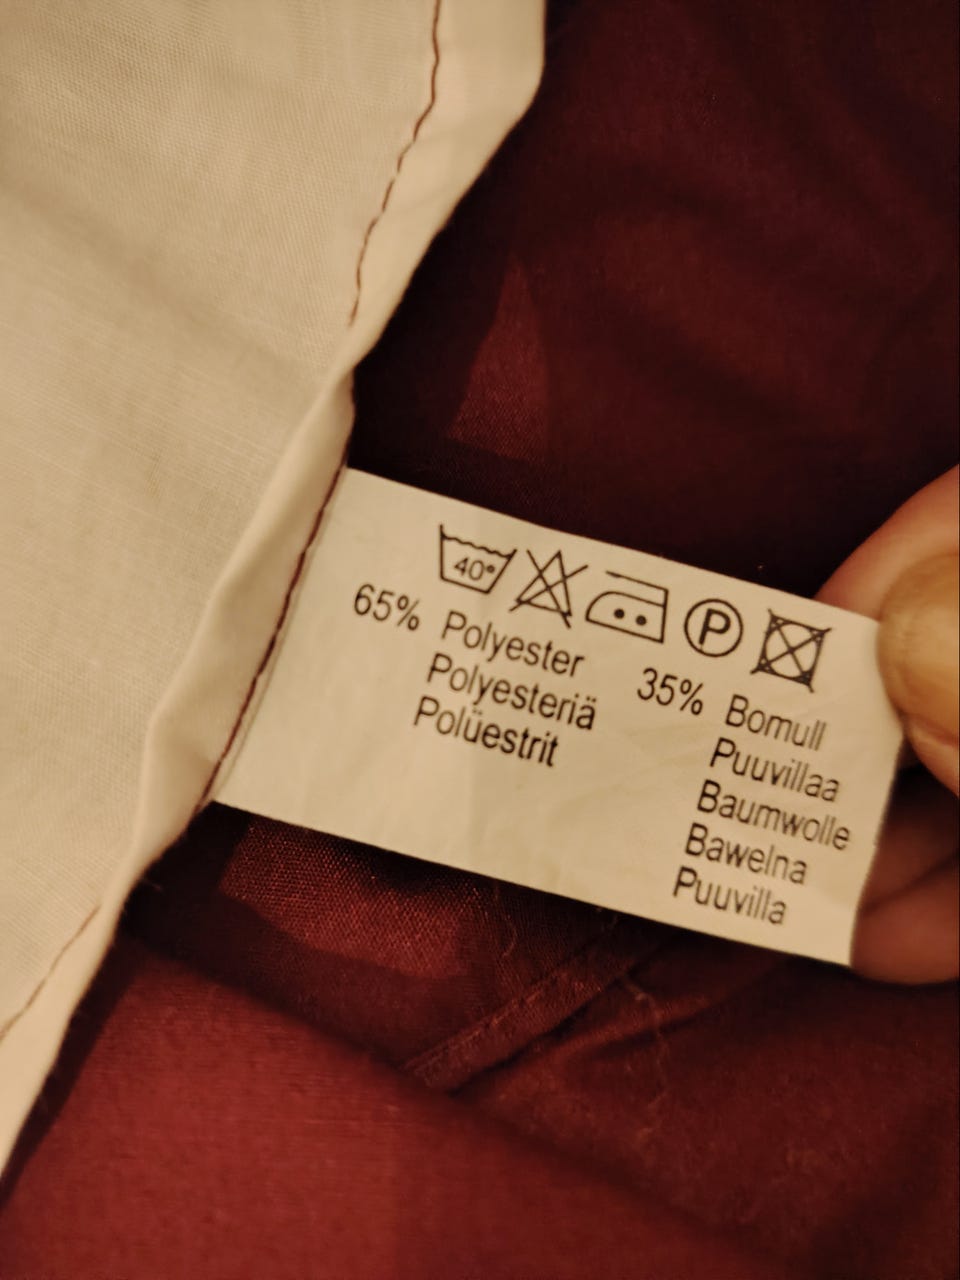 40°
P
65% Polyester
Polyesteriä
Polüestrit
35% Bomull
Puuvillaa
Baumwolle
Bawelna
Puuvilla